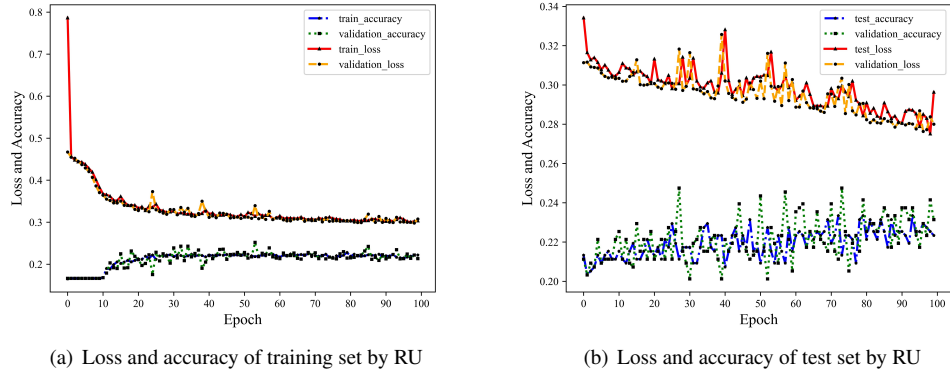 0.8
0.7
0.6
0.5
0.4
0.3
0.2
Loss and Accuracy
train_accuracy
validation_accuracy
train_loss
validation_loss
0 10 20 30 40 50 60 70 80 90 100
Epoch
(a) Loss and accuracy of training set by RU
0.34
0.32
0.30
0.28
0.26
0.24
0.22
0.20
Loss and Accuracy
test_accuracy
validation_accuracy
test_loss
validation_loss
0 10 20 30 40 50 60 70 80 90 100
Epoch
(b) Loss and accuracy of test set by RU